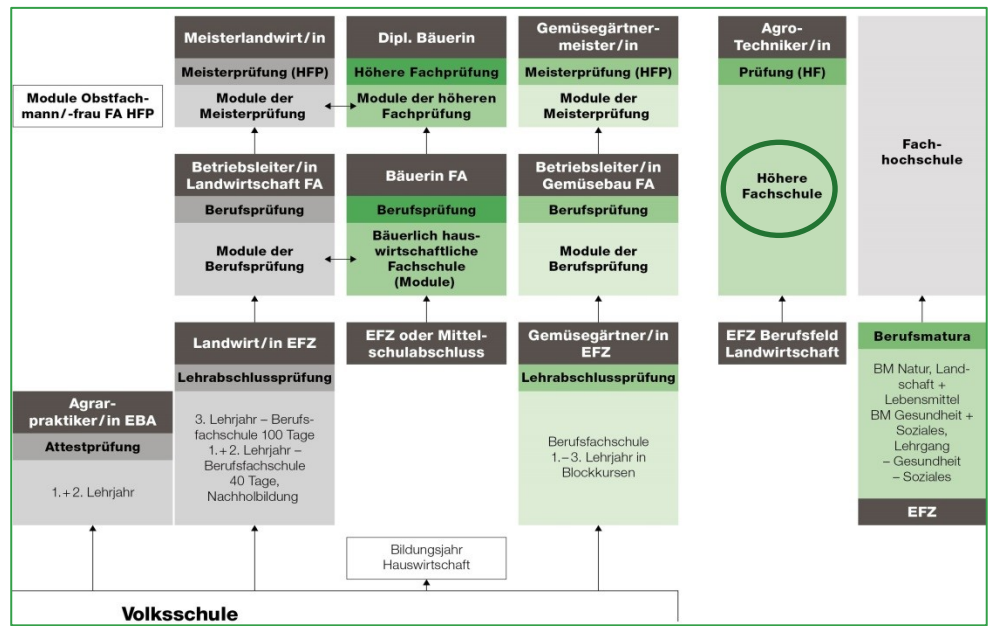 Meisterlandwirt/in
Meisterprüfung (HFP)
Module der
Meisterprüfung
Dipl. Bäuerin
Höhere Fachprüfung
Module der höheren
Fachprüfung
Gemüsegärtner-
meister/in
Meisterprüfung (HFP)
Module der
Meisterprüfung
Agro-
Techniker/in
Prüfung (HF)
Höhere
Fachschule
Fach-
hochschule
Module Obstfach-
mann/-frau FA HFP
Betriebsleiter/in
Landwirtschaft FA
Berufsprüfung
Module der
Berufsprüfung
Bäuerin FA
Berufsprüfung
Bäuerlich haus-
wirtschaftliche
Fachschule
(Module)
Betriebsleiter/in
Gemüsebau FA
Berufsprüfung
Module der
Berufsprüfung
Landwirt/in EFZ
Lehrabschlussprüfung
3. Lehrjahr – Berufs-
fachschule 100 Tage
1. + 2. Lehrjahr –
Berufsfachschule
40 Tage,
Nachholbildung
EFZ oder Mittel-
schulabschluss
Gemüsegärtner/in
EFZ
Lehrabschlussprüfung
Berufsfachschule
1. – 3. Lehrjahr in
Blockkursen
EFZ Berufsfeld
Landwirtschaft
Berufsmatura
BM Natur, Land-
schaft +
Lebensmittel
BM Gesundheit +
Soziales,
Lehrgang
– Gesundheit
– Soziales
EFZ
Agrar-
praktiker/in EBA
Attestprüfung
1. + 2. Lehrjahr
Bildungsjahr
Hauswirtschaft
Volksschule